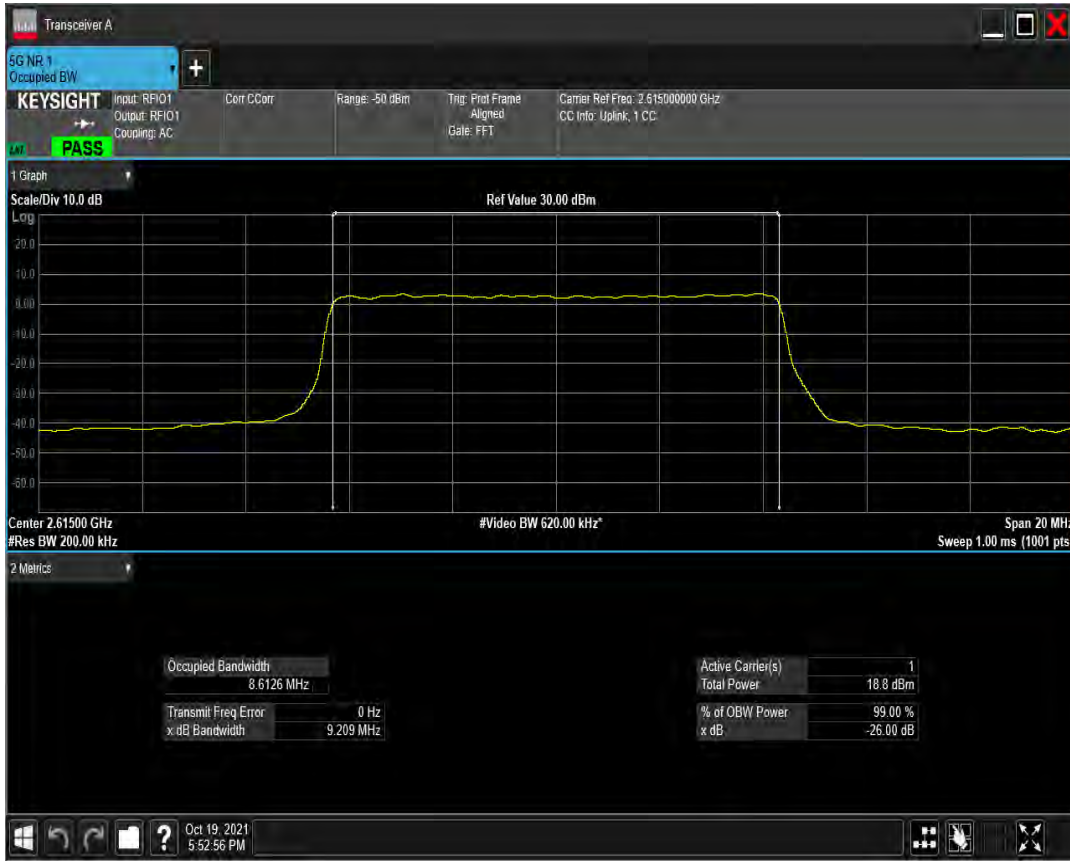 Transceiver A
5G NR 1
Occupied BW
+
KEYSIGHT
Input: RFIO1
Output: RFIO1
Coupling: AC
Corr CCorr
Range: -50 dBm
Trig: Prot Frame
Aligned
Gate: FFT
Carrier Ref Freq: 2.615000000 GHz
CC Info: Uplink, 1 CC
PASS
1 Graph
Scale/Div 10.0 dB
Ref Value 30.00 dBm
Log
20.0
10.0
0.00
-10.0
-20.0
-30.0
-40.0
-50.0
-60.0
Center 2.61500 GHz
#Video BW 620.00 kHz*
Span 20 MHz
#Res BW 200.00 kHz
Sweep 1.00 ms (1001 pts
2 Metrics
Occupied Bandwidth
8.6126 MHz
Transmit Freq Error 0 Hz
x dB Bandwidth 9.209 MHz
Active Carrier(s) 1
Total Power 18.8 dBm
% of OBW Power 99.00 %
x dB -26.00 dB
?
Oct 19, 2021
5:52:56 PM